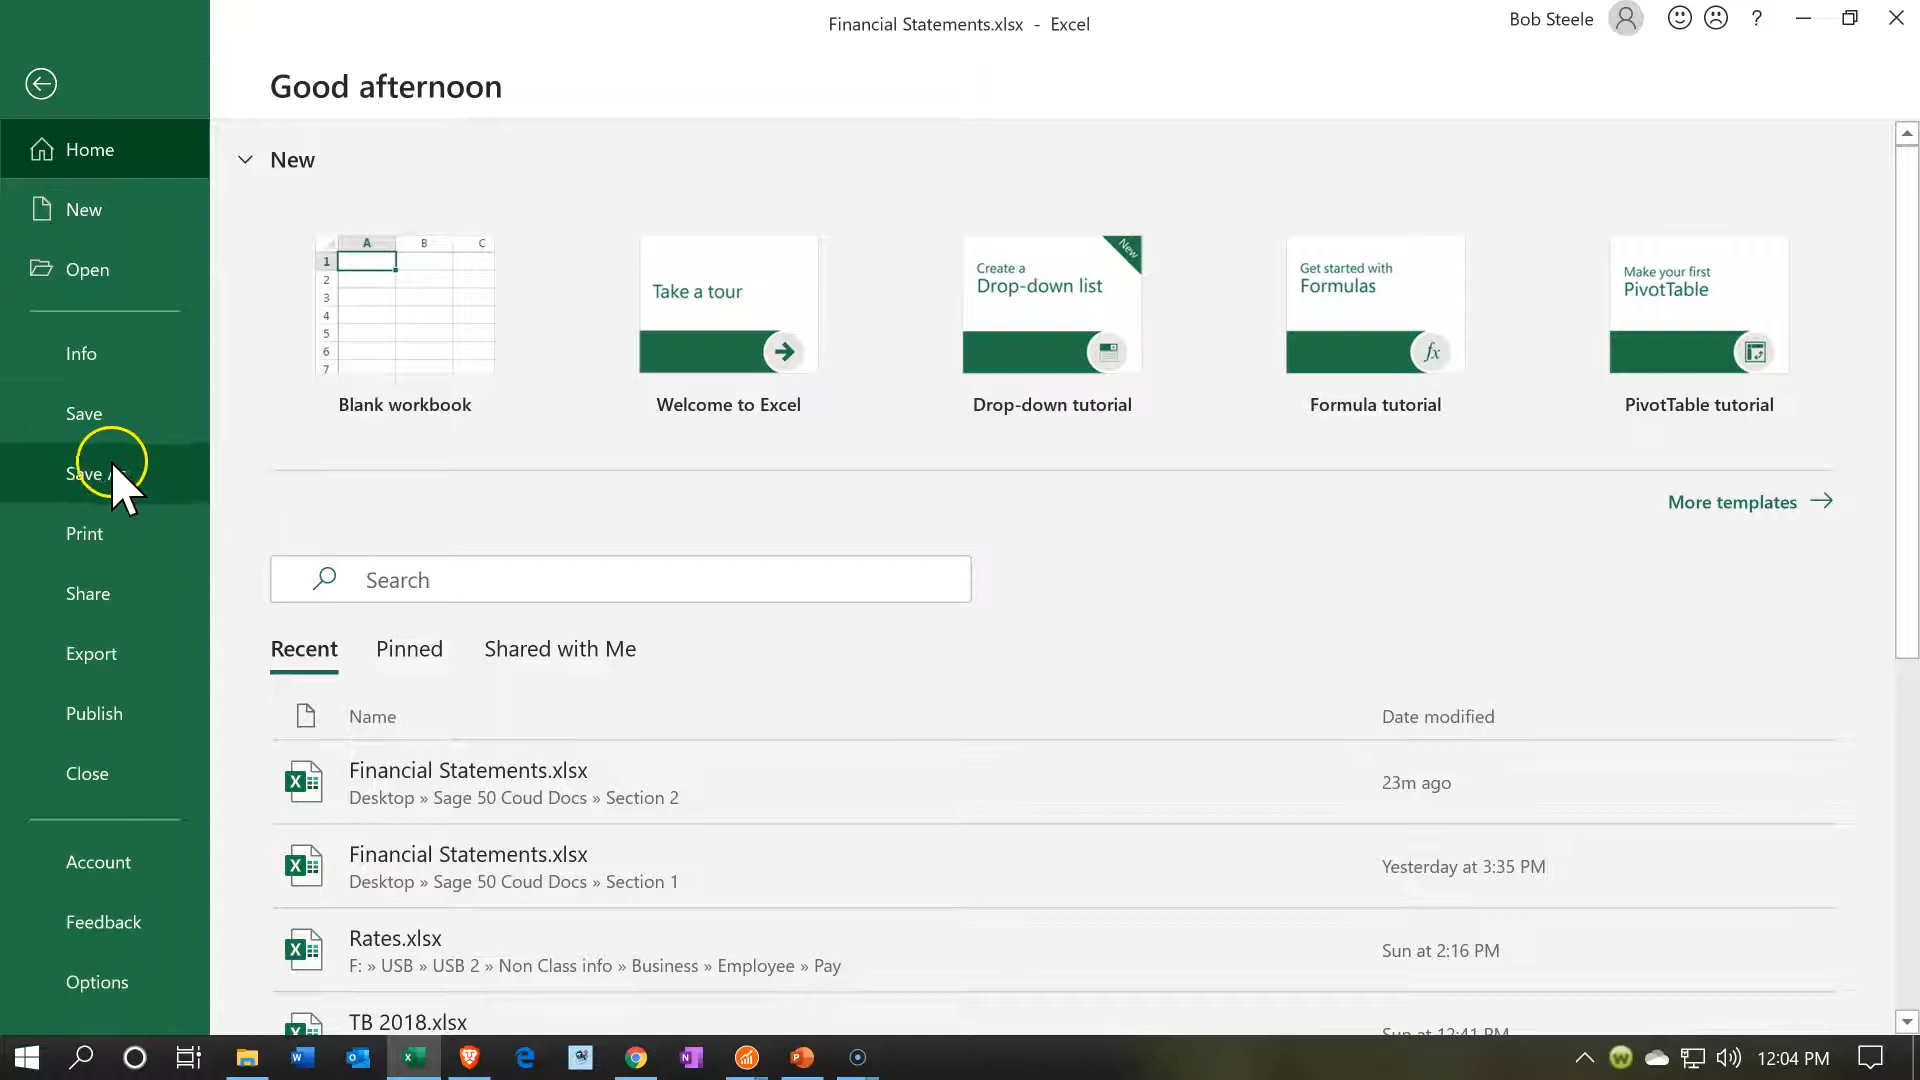 Financial Statements.xlsx - Excel
Bob Steele
?
Good afternoon
Home
New
Open
Info
Save
Save
Print
Share
Export
Publish
Close
Account
Feedback
Options
New
A B C
1
2
3
4
5
6
7
Blank workbook
Take a tour
Welcome to Excel
New
Create a
Drop-down list
Drop-down tutorial
Get started with
Formulas
fx
Formula tutorial
Make your first
PivotTable
PivotTable tutorial
More templates
Search
Recent Pinned Shared with Me
Name Date modified
Financial Statements.xlsx
Desktop » Sage 50 Coud Docs » Section 2
23m ago
Financial Statements.xlsx
Desktop » Sage 50 Coud Docs » Section 1
Yesterday at 3:35 PM
Rates.xlsx
F: » USB » USB 2 » Non Class info » Business » Employee » Pay
Sun at 2:16 PM
TB 2018.xlsx
Sun at 12:41 PM
12:04 PM